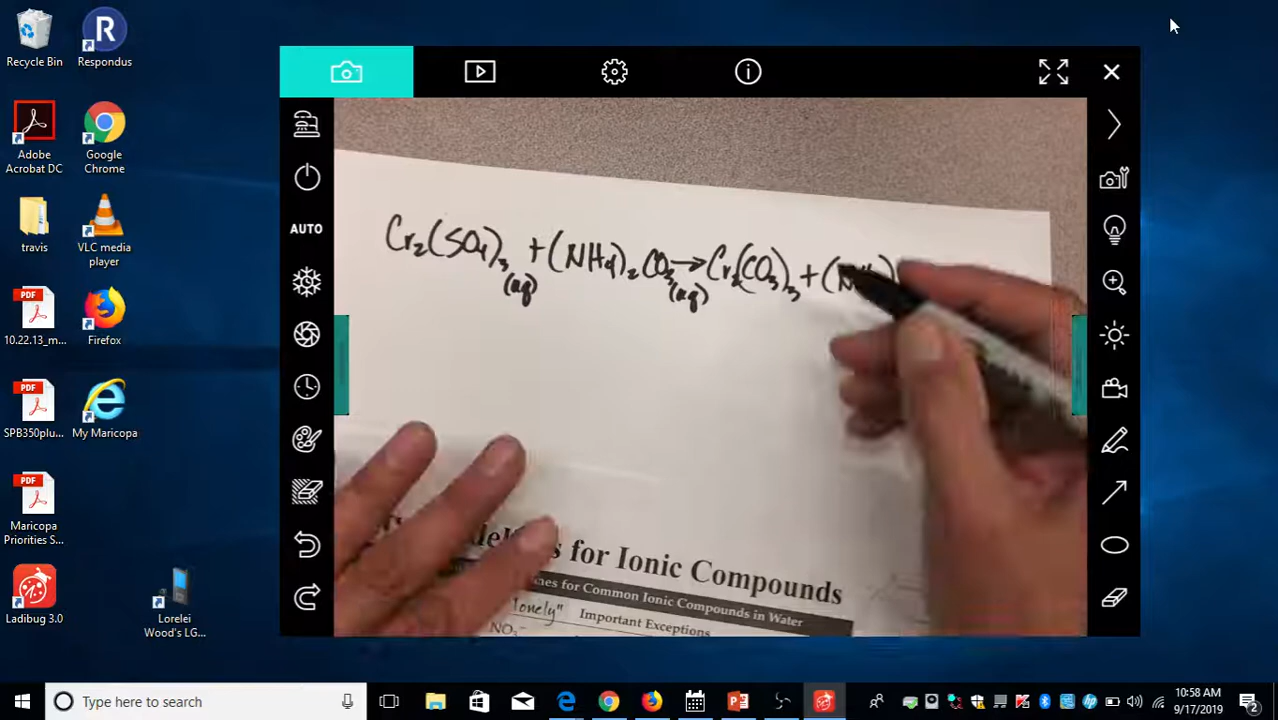 Recycle Bin
Respondus
Adobe Acrobat DC
Google Chrome
travis
VLC media player
10.22.13_m...
Firefox
SPB350plu...
My Maricopa
Maricopa Priorities S...
Ladibug 3.0
Lorelei Wood's LG...
AUTO
Cr₂(SO₄)₃ (aq) + (NH₄)₂CO₃ (aq) → Cr₂(CO₃)₃ + (
for Ionic Compounds
nes for Common Ionic Compounds in Water
"lonely" Important Exceptions
NO₃⁻
Type here to search
10:58 AM
9/17/2019
2